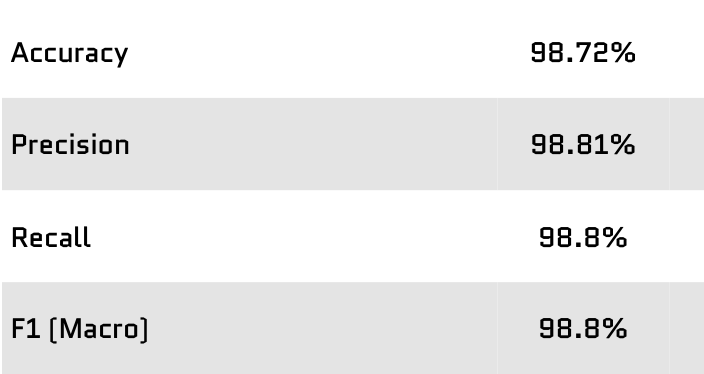 Accuracy 98.72%
Precision 98.81%
Recall 98.8%
F1 (Macro) 98.8%